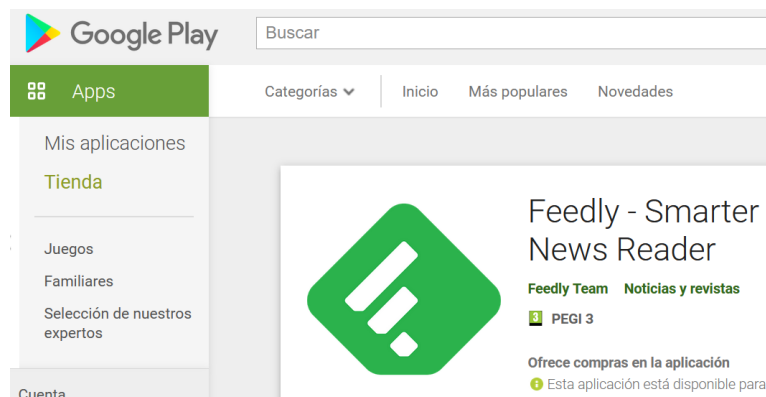 Google Play
Buscar
Apps
Categorías
Inicio
Más populares
Novedades
Mis aplicaciones
Tienda
Juegos
Familiares
Selección de nuestros
expertos
Cuenta
Feedly - Smarter
News Reader
Feedly Team Noticias y revistas
3 PEGI 3
Ofrece compras en la aplicación
Esta aplicación está disponible para